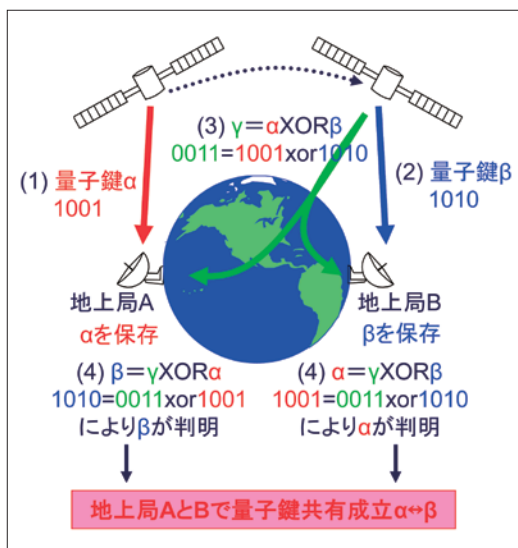 (3) γ=αXORβ
0011=1001xor1010
(1) 量子鍵α
1001
(2) 量子鍵β
1010
地上局A
αを保存
地上局B
βを保存
(4) β=γXORα
1010=0011xor1001
によりβが判明
(4) α=γXORβ
1001=0011xor1010
によりαが判明
地上局AとBで量子鍵共有成立α↔β